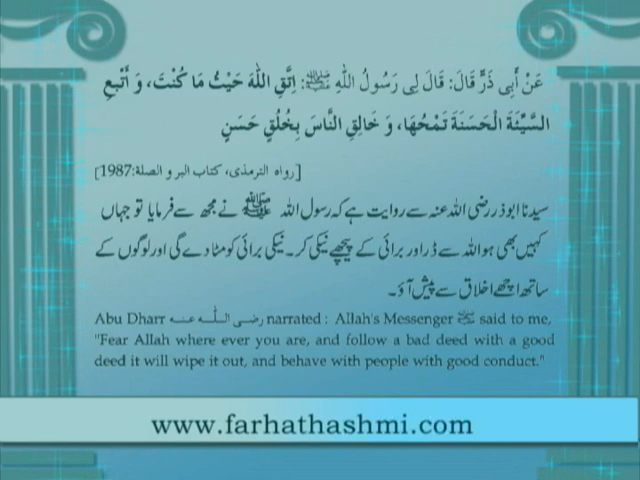 عَنْ أَبِي ذَرٍّ قَالَ: قَالَ لِي رَسُولُ اللهِ ﷺ: اِتَّقِ اللهَ حَيْثُ مَا كُنْتَ، وَ أَتْبِعِ
السَّيِّئَةَ الْحَسَنَةَ تَمْحُهَا، وَ خَالِقِ النَّاسَ بِخُلُقٍ حَسَنٍ
[رواه الترمذى، كتاب البر و الصلة:1987]
سیدنا ابوذر رضی اللہ عنہ سے روایت ہے کہ رسول اللہ ﷺ نے مجھ سے فرمایا تو جہاں
کہیں بھی ہو اللہ سے ڈر اور برائی کے پیچھے نیکی کر۔ نیکی برائی کو مٹا دے گی اور لوگوں کے
ساتھ اچھے اخلاق سے پیش آؤ۔
Abu Dharr رضى الله عنه narrated : Allah's Messenger ﷺ said to me,
"Fear Allah where ever you are, and follow a bad deed with a good
deed it will wipe it out, and behave with people with good conduct."
www.farhathashmi.com